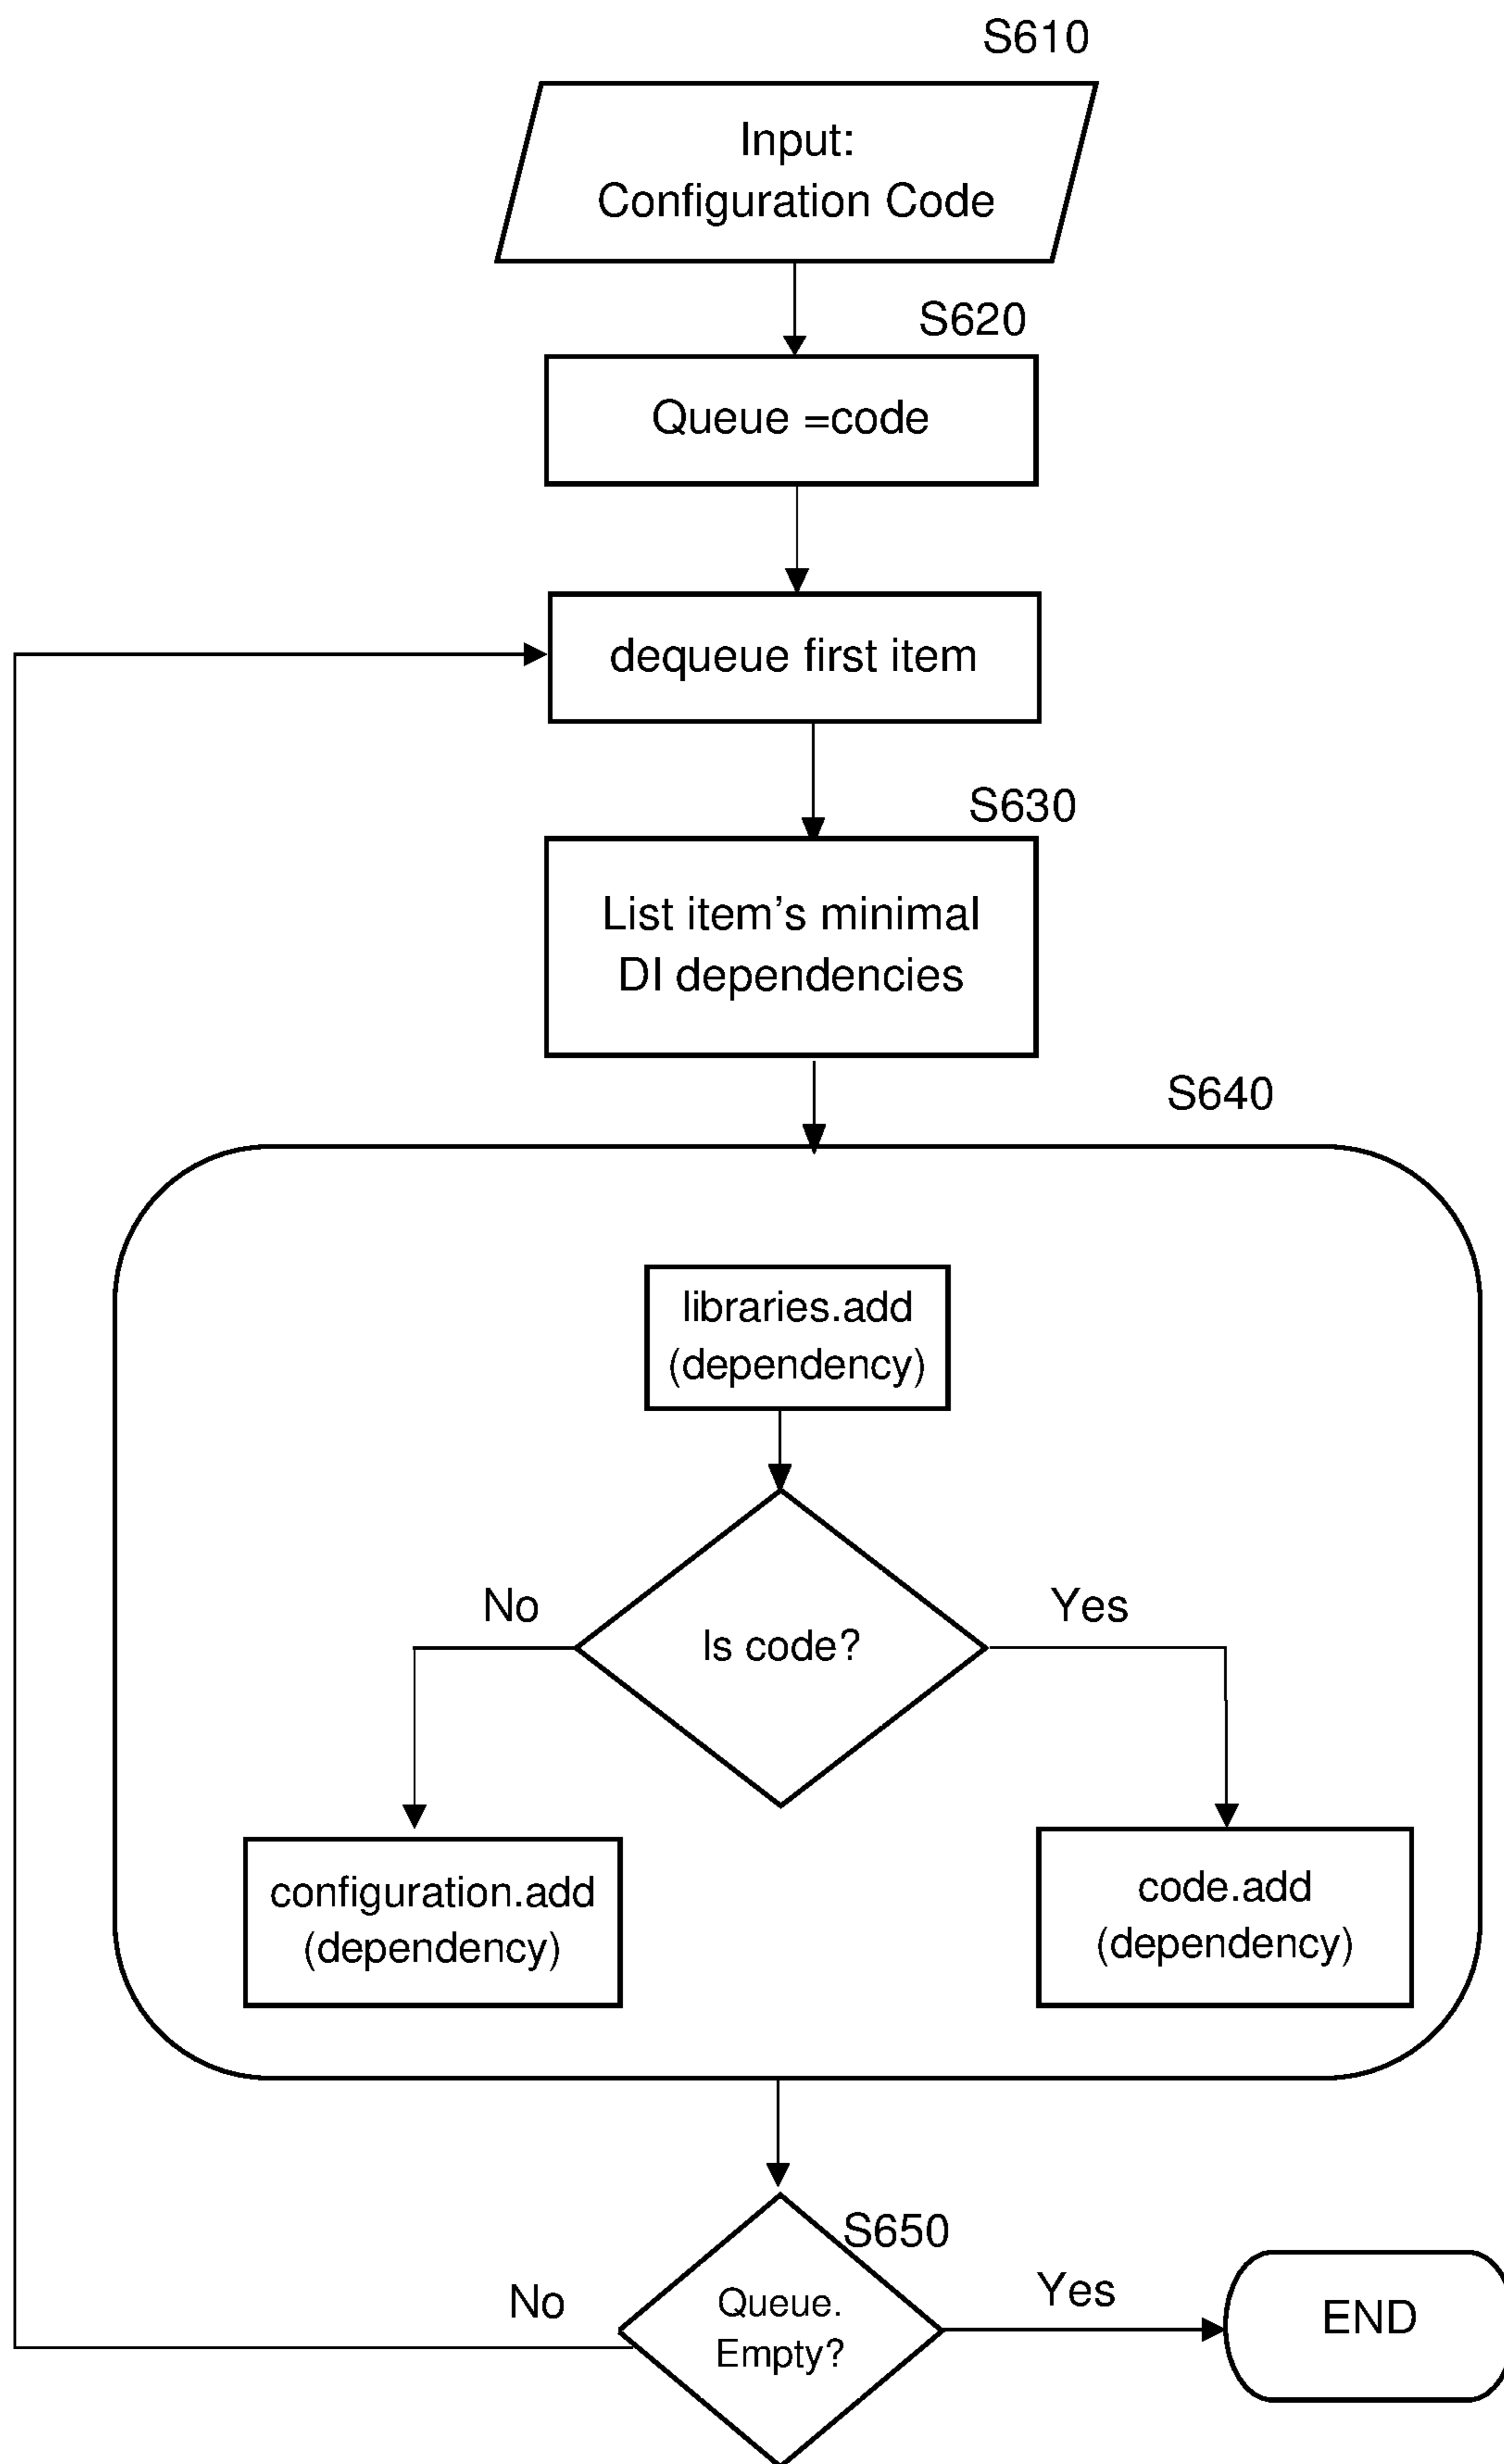 S610
Input:
Configuration Code
S620
Queue =code
dequeue first item
S630
List item's minimal
DI dependencies
S640
libraries.add
(dependency)
No
Yes
Is code?
configuration.add
(dependency)
code.add
(dependency)
S650
No
Queue.
Empty?
Yes
END